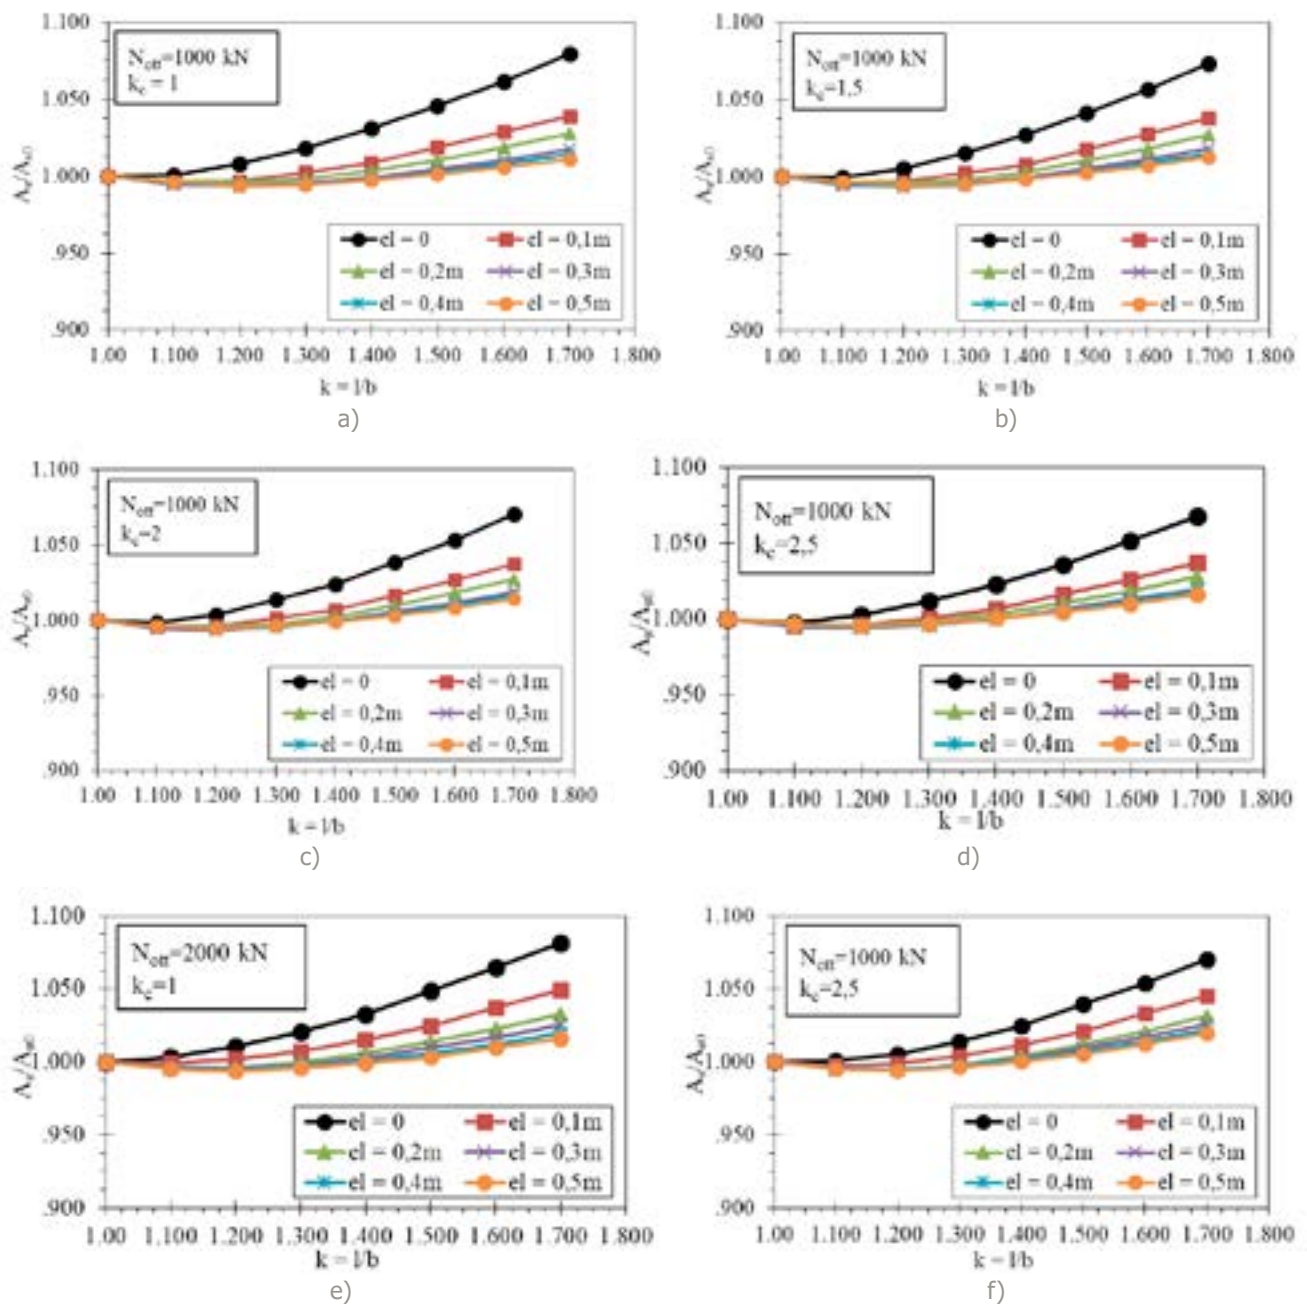 N_ott=1000 kN
k_c = 1
1.100
1.050
1.000
.950
.900
A_s/A_s0
el = 0 el = 0,1m
el = 0,2m el = 0,3m
el = 0,4m el = 0,5m
1.00 1.100 1.200 1.300 1.400 1.500 1.600 1.700 1.800
k = l/b
a)
N_ott=1000 kN
k_c=1,5
1.100
1.050
1.000
.950
.900
A_s/A_s0
el = 0 el = 0,1m
el = 0,2m el = 0,3m
el = 0,4m el = 0,5m
1.00 1.100 1.200 1.300 1.400 1.500 1.600 1.700 1.800
k = l/b
b)
N_ott=1000 kN
k_c=2
1.100
1.050
1.000
.950
.900
A_s/A_s0
el = 0 el = 0,1m
el = 0,2m el = 0,3m
el = 0,4m el = 0,5m
1.00 1.100 1.200 1.300 1.400 1.500 1.600 1.700 1.800
k = l/b
c)
N_ott=1000 kN
k_c=2,5
1.100
1.050
1.000
.950
.900
A_s/A_s0
el = 0 el = 0,1m
el = 0,2m el = 0,3m
el = 0,4m el = 0,5m
1.00 1.100 1.200 1.300 1.400 1.500 1.600 1.700 1.800
k = l/b
d)
N_ott=2000 kN
k_c=1
1.100
1.050
1.000
.950
.900
A_s/A_s0
el = 0 el = 0,1m
el = 0,2m el = 0,3m
el = 0,4m el = 0,5m
1.00 1.100 1.200 1.300 1.400 1.500 1.600 1.700 1.800
k = l/b
e)
N_ott=1000 kN
k_c=2,5
1.100
1.050
1.000
.950
.900
A_s/A_s0
el = 0 el = 0,1m
el = 0,2m el = 0,3m
el = 0,4m el = 0,5m
1.00 1.100 1.200 1.300 1.400 1.500 1.600 1.700 1.800
k = l/b
f)